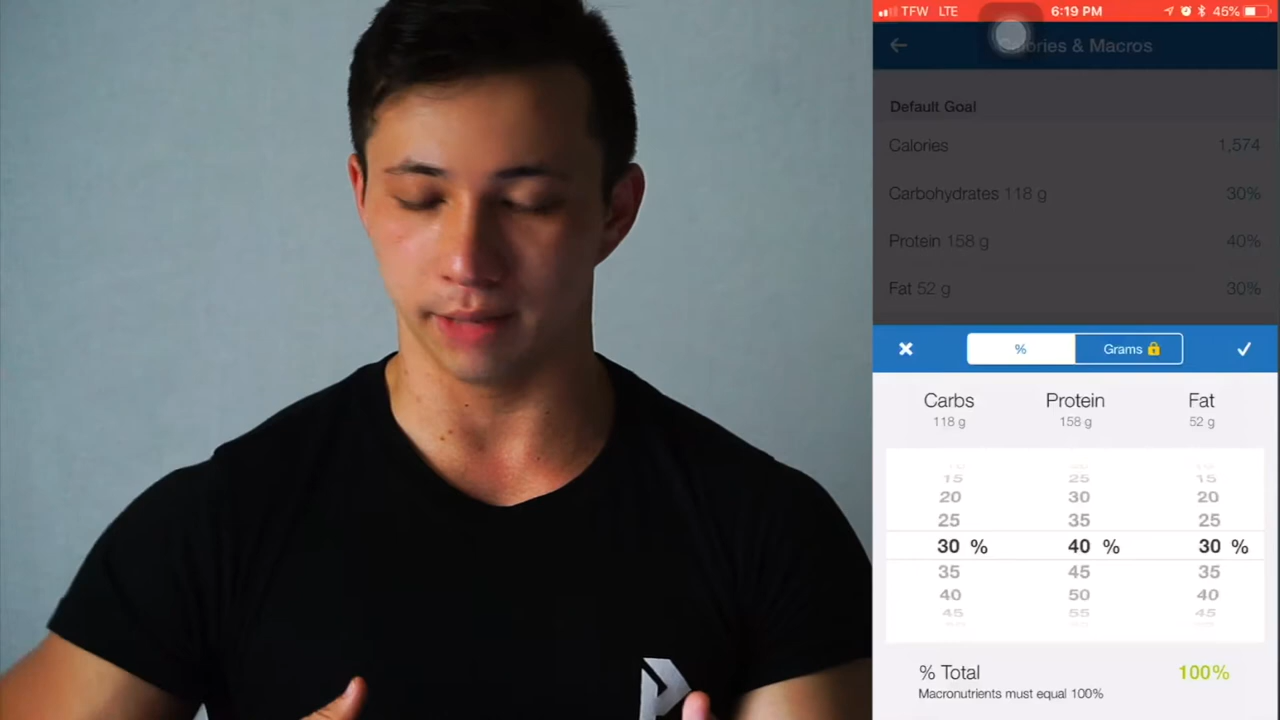 TFW LTE 6:19 PM 45%
Calories & Macros
Default Goal
Calories 1,574
Carbohydrates 118 g 30%
Protein 158 g 40%
Fat 52 g 30%
% Grams
Carbs Protein Fat
118 g 158 g 52 g
15 25 15
20 30 20
25 35 25
30 % 40 % 30 %
35 45 35
40 50 40
45 55 45
% Total 100%
Macronutrients must equal 100%